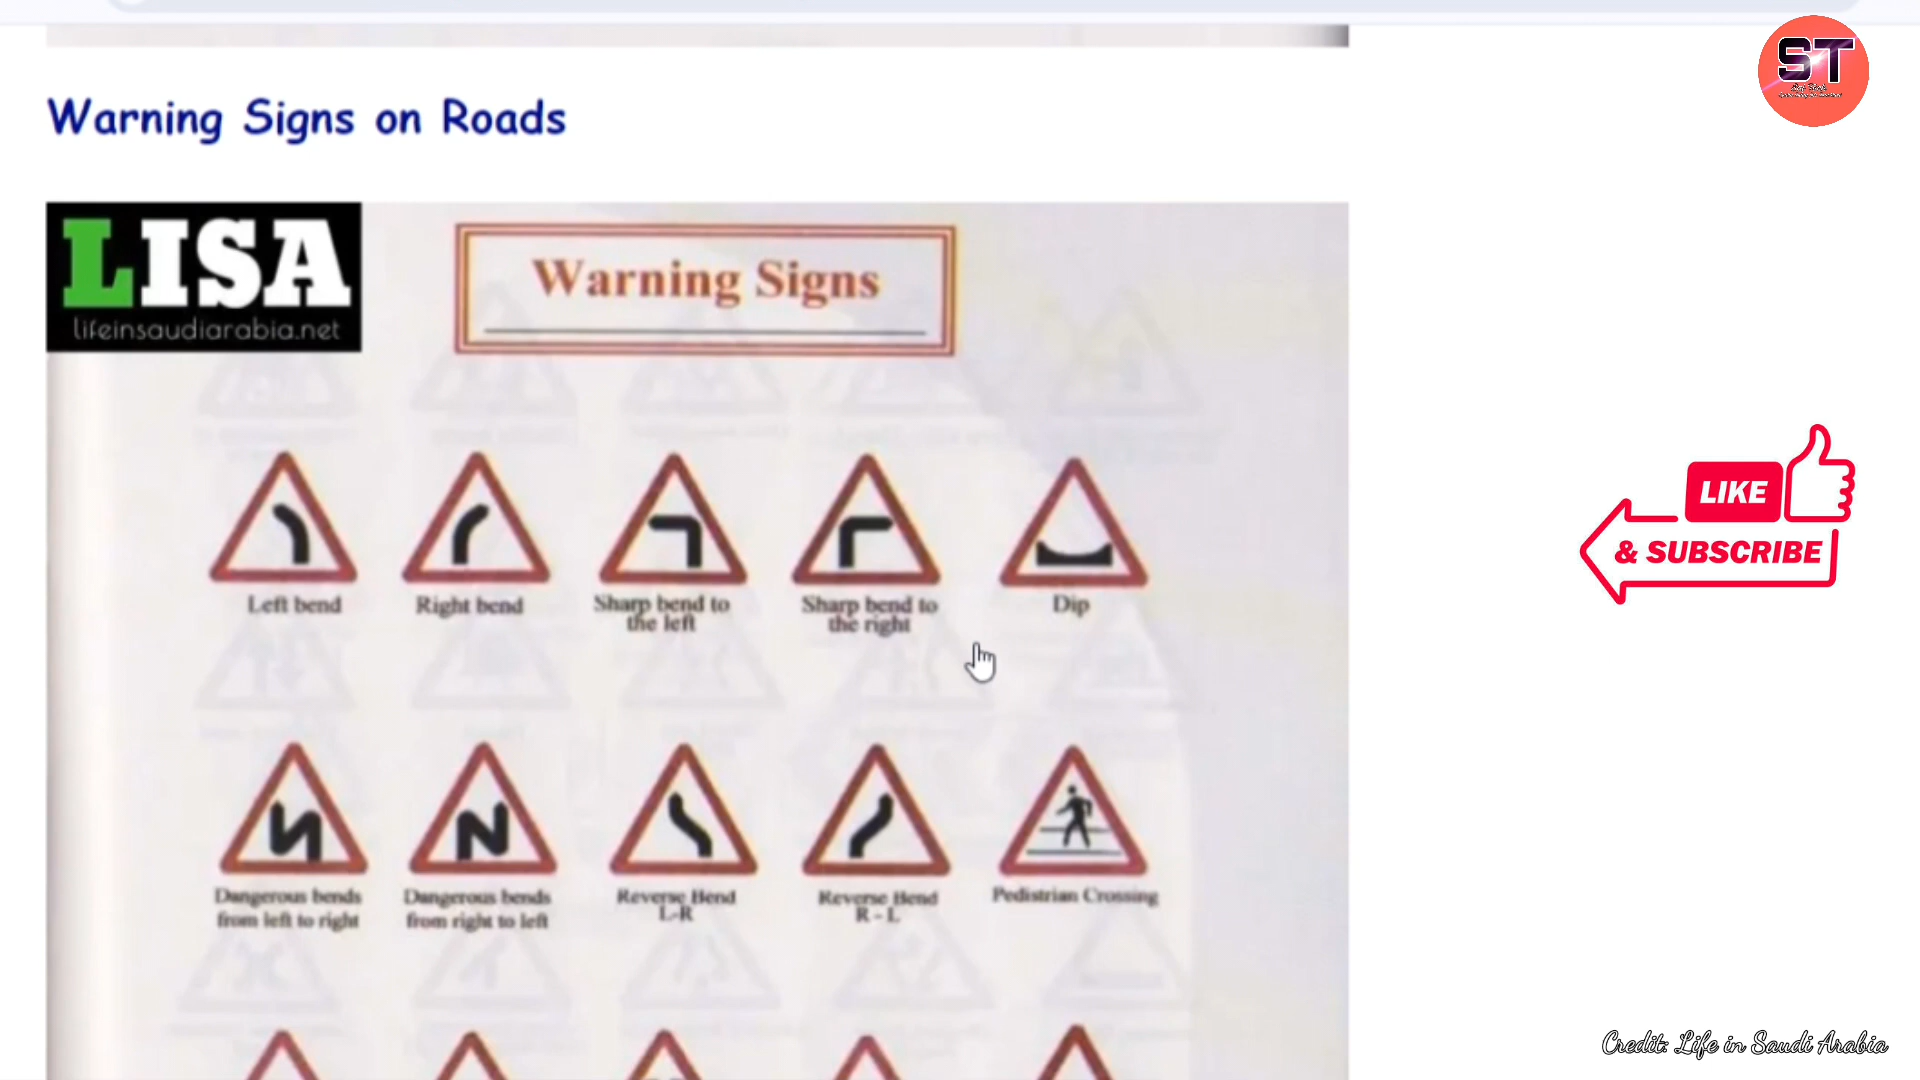 ST
Warning Signs on Roads
LISA
lifeinsaudiarabia.net
Warning Signs
LIKE
& SUBSCRIBE
Left bend
Right bend
Sharp bend to
the left
Sharp bend to
the right
Dip
Dangerous bends
from left to right
Dangerous bends
from right to left
Reverse Bend
L-R
Reverse Bend
R - L
Pedistrian Crossing
Credit: Life in Saudi Arabia